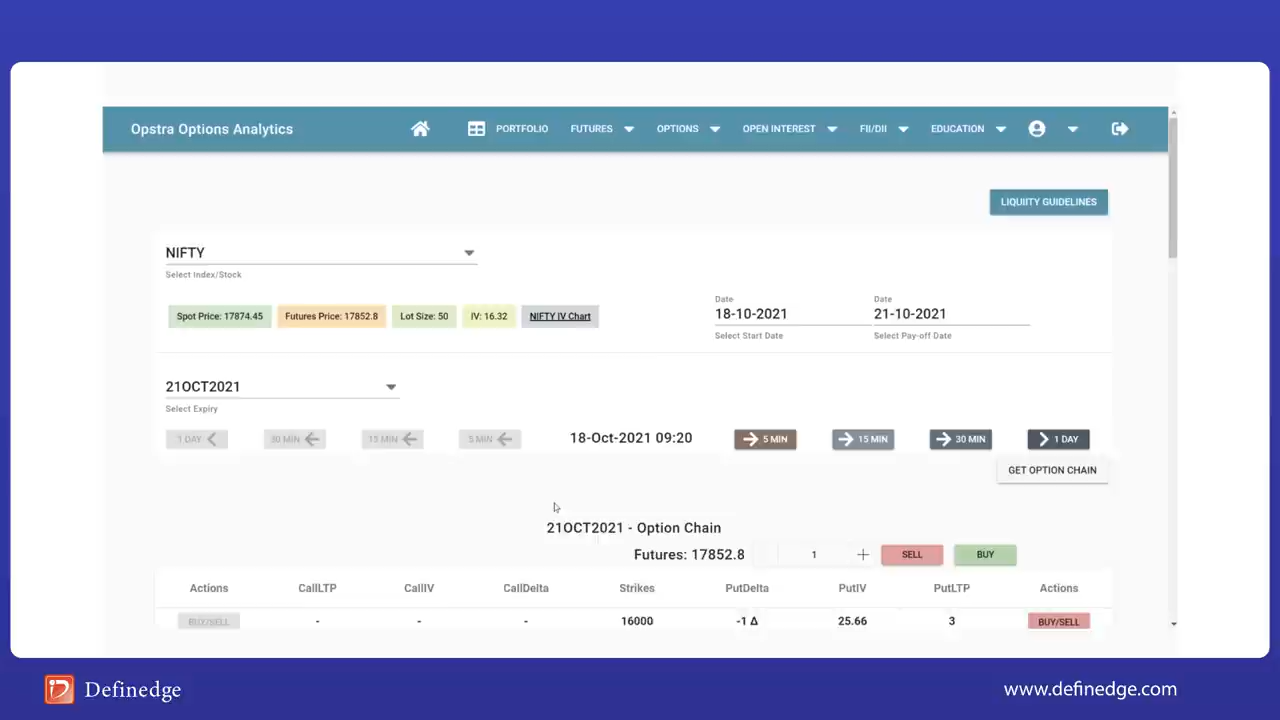 Opstra Options Analytics PORTFOLIO FUTURES OPTIONS OPEN INTEREST FII/DII EDUCATION
LIQUIITY GUIDELINES
NIFTY
Select Index/Stock
Spot Price: 17874.45 Futures Price: 17852.8 Lot Size: 50 IV: 16.32 NIFTY IV Chart
Date Date
18-10-2021 21-10-2021
Select Start Date Select Pay-off Date
21OCT2021
Select Expiry
1 DAY 30 MIN 15 MIN 5 MIN 18-Oct-2021 09:20 5 MIN 15 MIN 30 MIN 1 DAY
GET OPTION CHAIN
21OCT2021 - Option Chain
Futures: 17852.8 1 SELL BUY
Actions CallLTP CallIV CallDelta Strikes PutDelta PutIV PutLTP Actions
BUY/SELL - - - 16000 -1 Δ 25.66 3 BUY/SELL
Definedge www.definedge.com